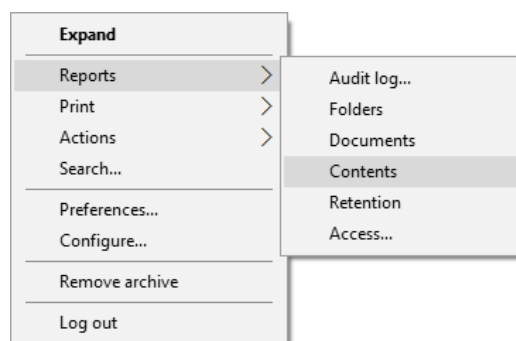 Expand
Reports
Print
Actions
Search...
Preferences...
Configure...
Remove archive
Log out
Audit log...
Folders
Documents
Contents
Retention
Access...